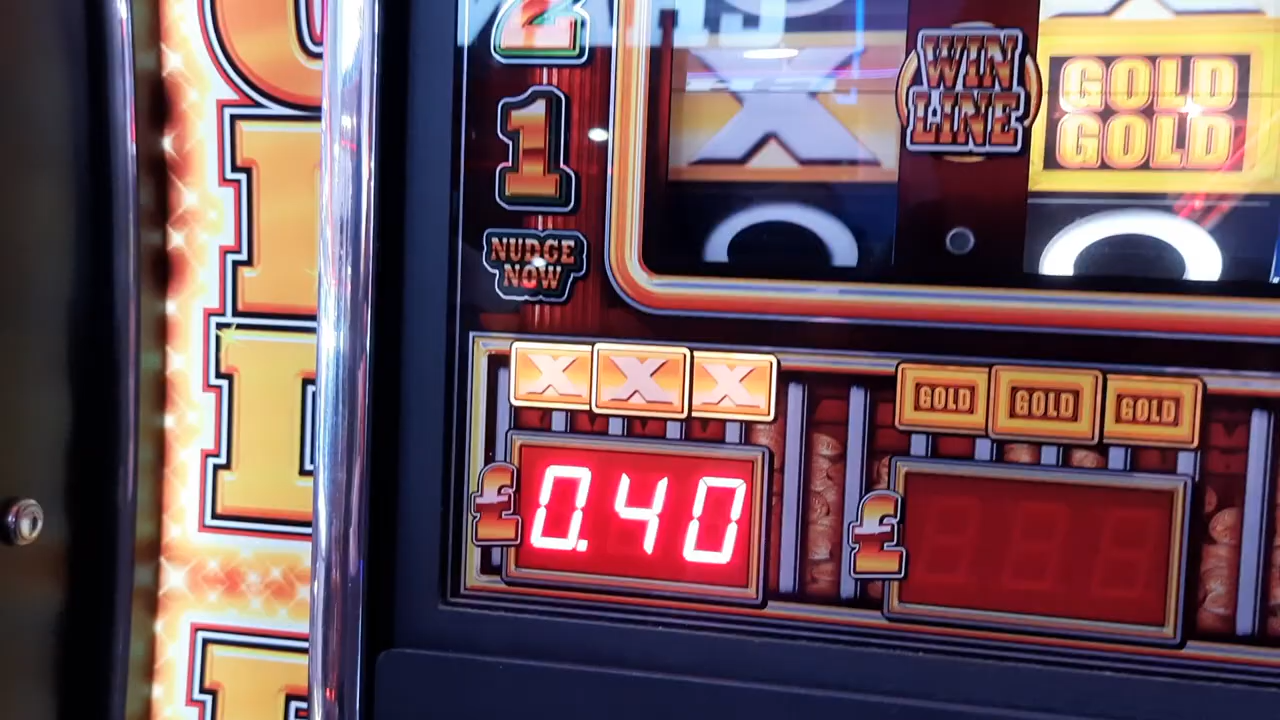 2
1
NUDGE
NOW
X
WIN
LINE
GOLD
GOLD
O
O
X X X
£ 0.40
GOLD GOLD GOLD
£